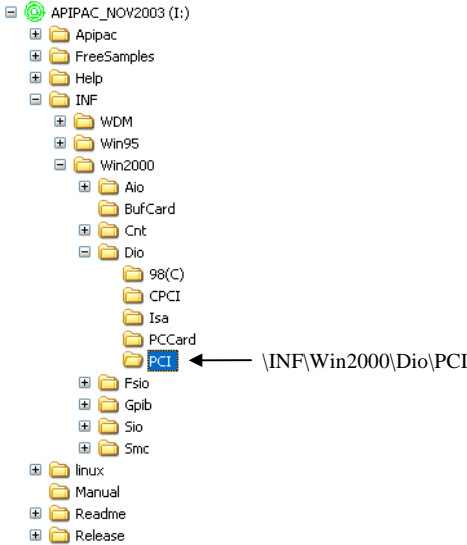 APIPAC_NOV2003 (I:)
Apipac
FreeSamples
Help
INF
WDM
Win95
Win2000
Aio
BufCard
Cnt
Dio
98(C)
CPCI
Isa
PCCard
PCI \INF\Win2000\Dio\PCI
Fsio
Gpib
Sio
Smc
linux
Manual
Readme
Release